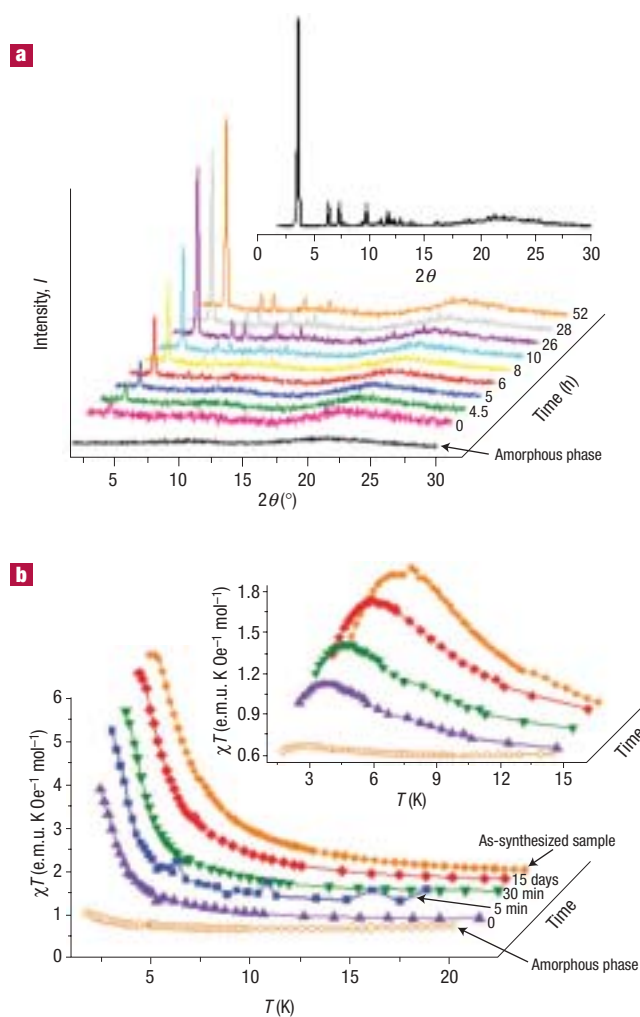 a
0 5 10 15 20 25 30
2θ
Intensity, I
52
28
26
10
8
6
5
4.5
0
Time (h)
Amorphous phase
5 10 15 20 25 30
2θ(°)
b
1.8
1.5
1.2
0.9
0.6
χT (e.m.u. K Oe⁻¹ mol⁻¹)
3 6 9 12 15
T (K)
Time
6
5
4
3
2
1
0
χT (e.m.u. K Oe⁻¹ mol⁻¹)
As-synthesized sample
15 days
30 min
5 min
0
Time
Amorphous phase
5 10 15 20
T (K)